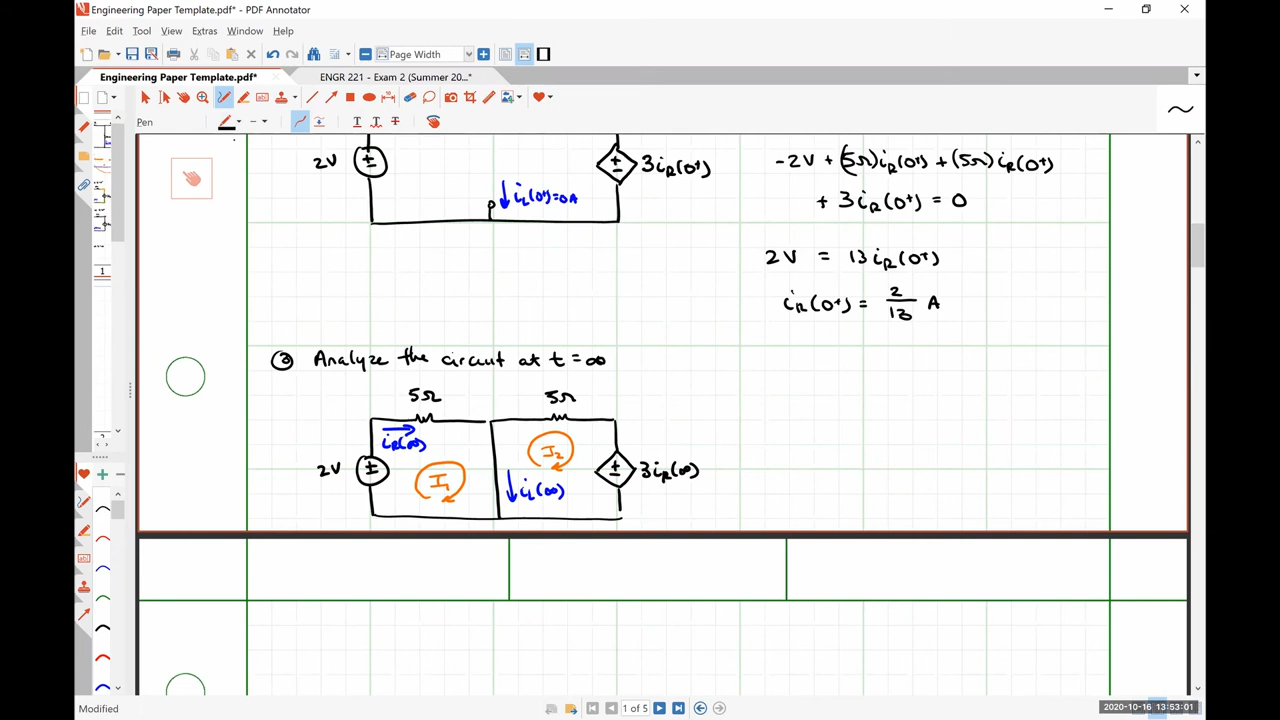 Engineering Paper Template.pdf* - PDF Annotator
File Edit Tool View Extras Window Help
Page Width
Engineering Paper Template.pdf*
ENGR 221 - Exam 2 (Summer 20...*
Pen
2V
↓ iL(0+)=0A
3iR(0+)
-2V + (5Ω)iR(0+) + (5Ω)iR(0+)
+ 3iR(0+) = 0
2V = 13iR(0+)
iR(0+) = 2/13 A
1
③ Analyze the circuit at t=∞
5Ω
5Ω
iR(∞)
2V
I1
I2
↓ iL(∞)
3iR(∞)
Modified
1 of 5
2020-10-16 13:53:01